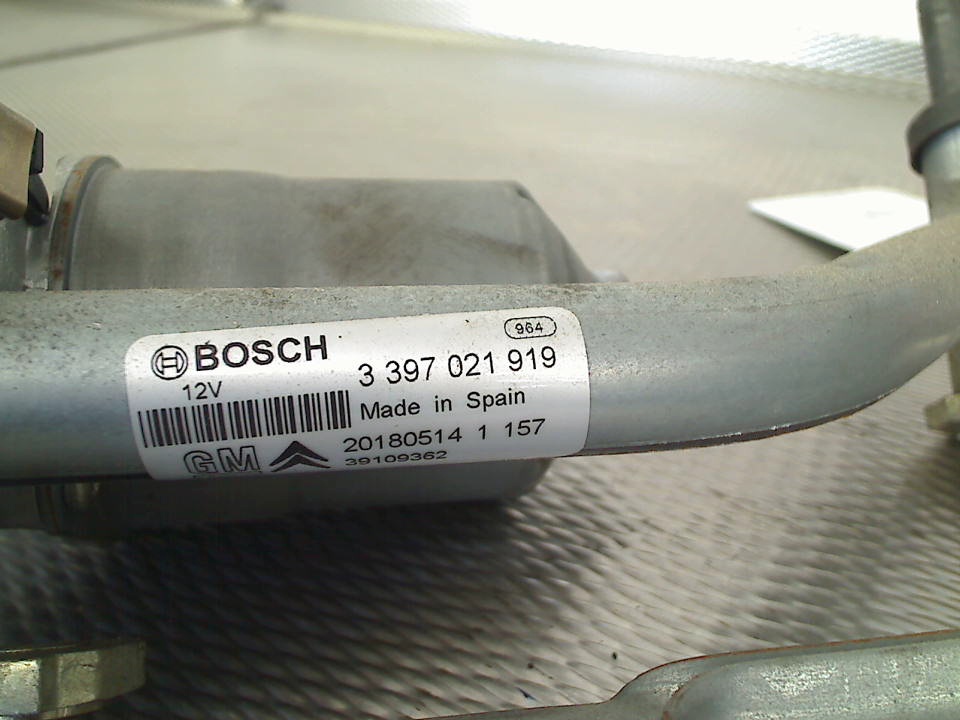 964
BOSCH
3 397 021 919
12V
Made in Spain
20180514 1 157
GM
39109362